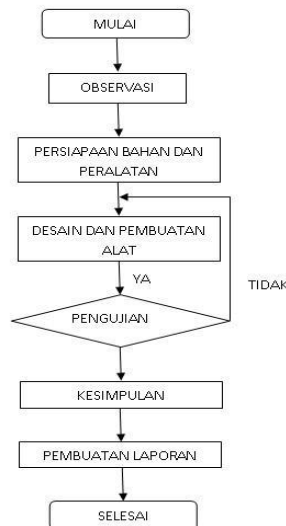 MULAI
OBSERVASI
PERSIAPAAN BAHAN DAN
PERALATAN
DESAIN DAN PEMBUATAN
ALAT
YA
TIDAK
PENGUJIAN
KESIMPULAN
PEMBUATAN LAPORAN
SELESAI